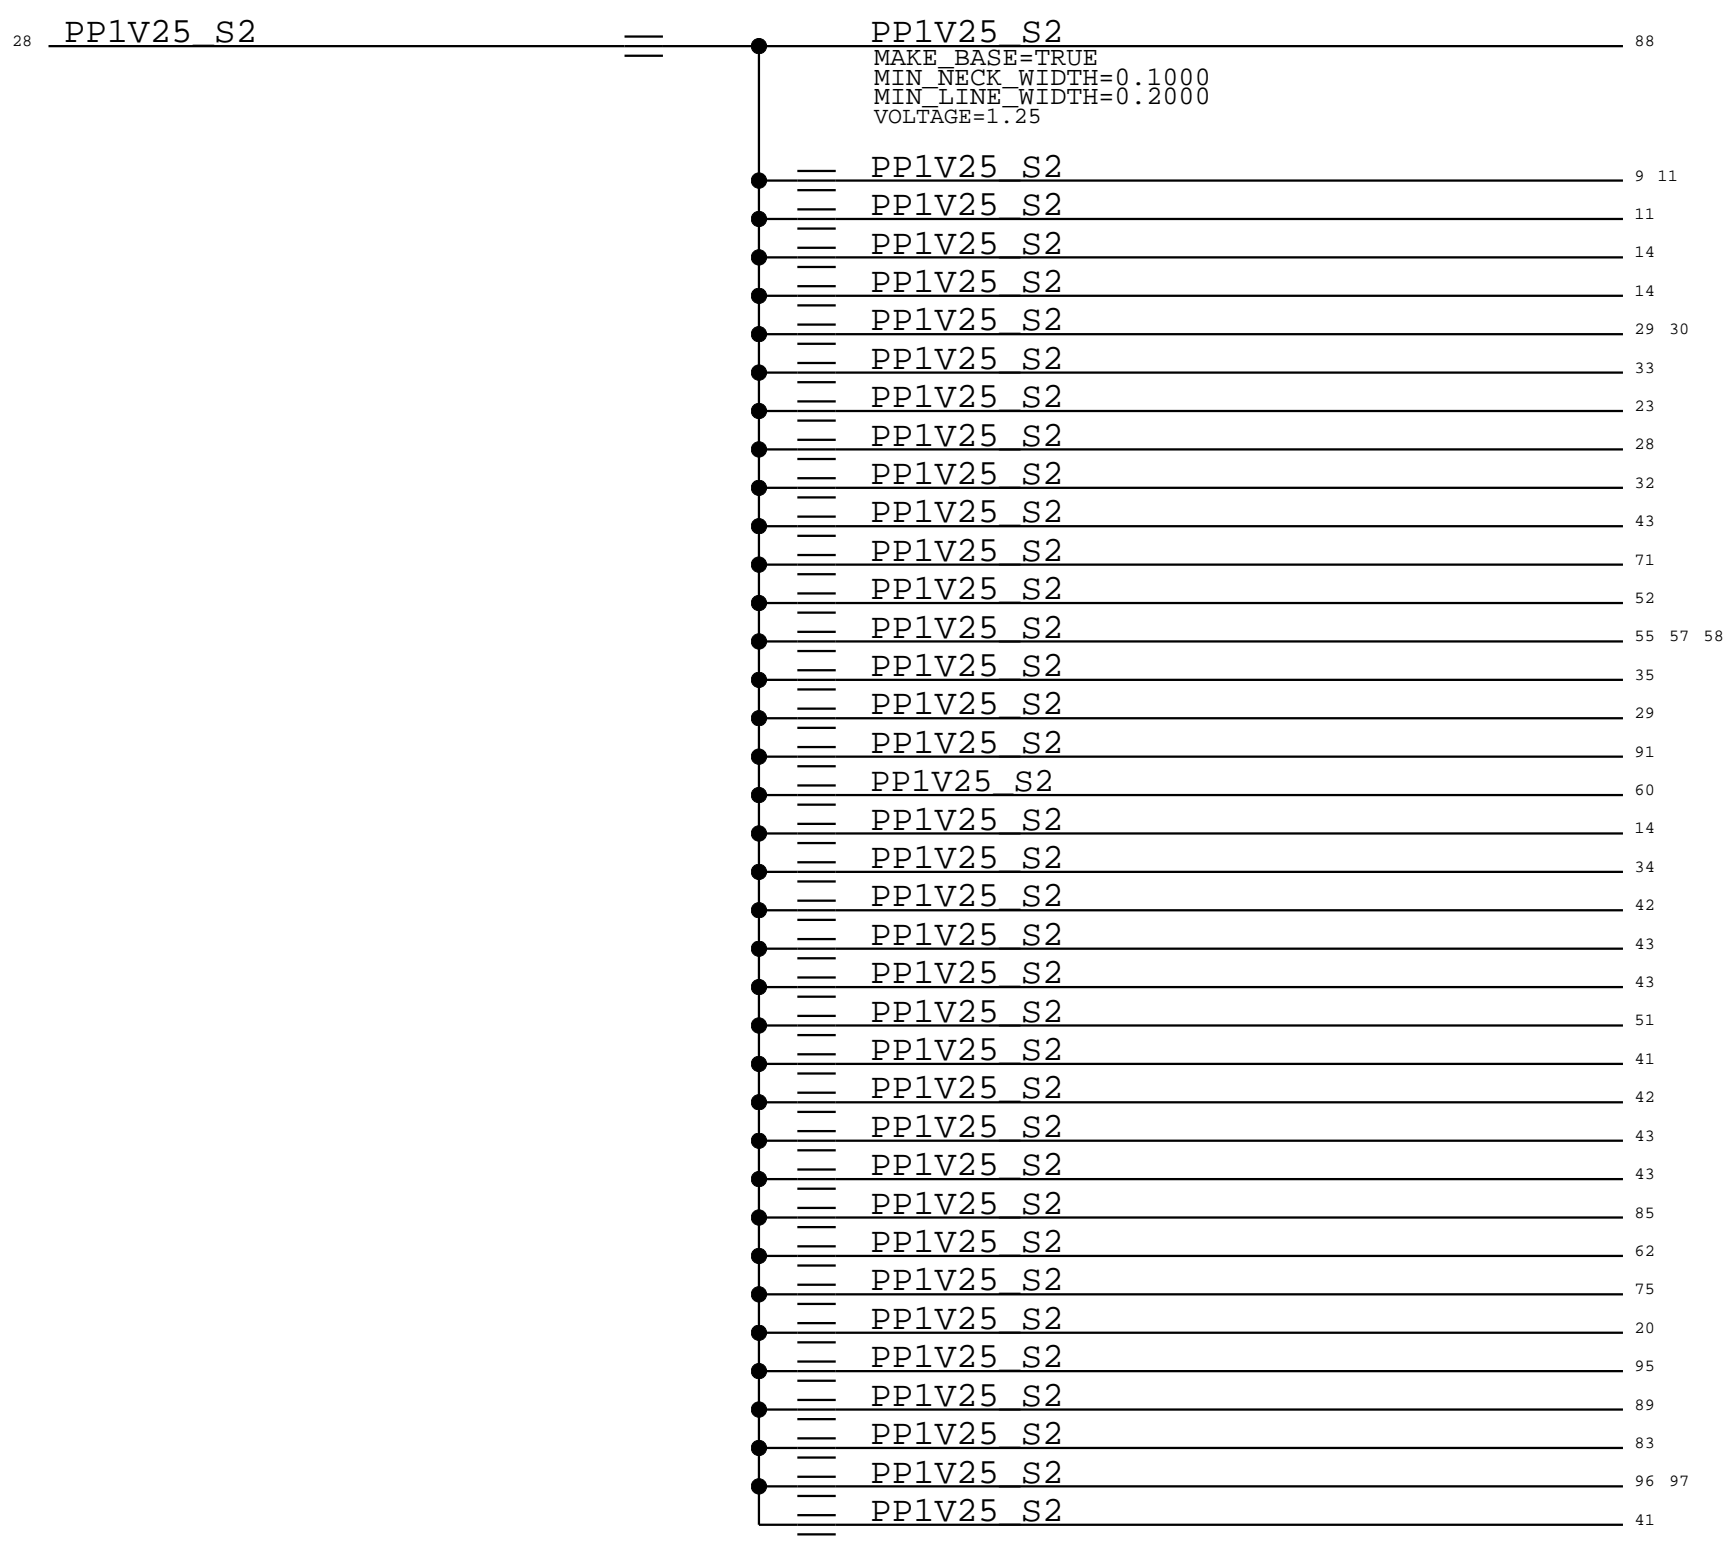 28 PP1V25_S2 PP1V25_S2 88
MAKE_BASE=TRUE
MIN_NECK_WIDTH=0.1000
MIN_LINE_WIDTH=0.2000
VOLTAGE=1.25
PP1V25_S2 9 11
PP1V25_S2 11
PP1V25_S2 14
PP1V25_S2 14
PP1V25_S2 29 30
PP1V25_S2 33
PP1V25_S2 23
PP1V25_S2 28
PP1V25_S2 32
PP1V25_S2 43
PP1V25_S2 71
PP1V25_S2 52
PP1V25_S2 55 57 58
PP1V25_S2 35
PP1V25_S2 29
PP1V25_S2 91
PP1V25_S2 60
PP1V25_S2 14
PP1V25_S2 34
PP1V25_S2 42
PP1V25_S2 43
PP1V25_S2 43
PP1V25_S2 51
PP1V25_S2 41
PP1V25_S2 42
PP1V25_S2 43
PP1V25_S2 43
PP1V25_S2 85
PP1V25_S2 62
PP1V25_S2 75
PP1V25_S2 20
PP1V25_S2 95
PP1V25_S2 89
PP1V25_S2 83
PP1V25_S2 96 97
PP1V25_S2 41